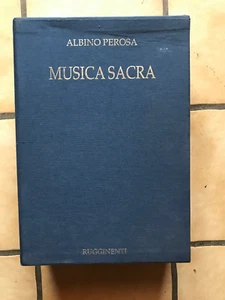 ALBINO PEROSA
MUSICA SACRA
RUGGINENTI